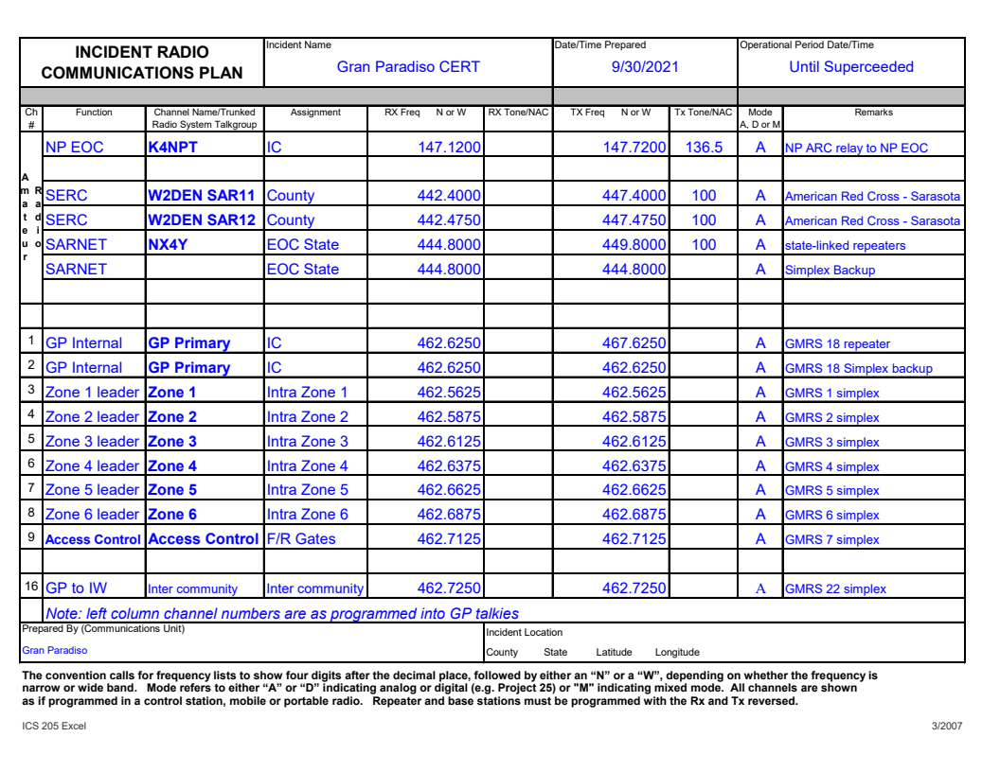 INCIDENT RADIO
COMMUNICATIONS PLAN
Incident Name
Gran Paradiso CERT
Date/Time Prepared
9/30/2021
Operational Period Date/Time
Until Superceeded
Ch # Function Channel Name/Trunked Radio System Talkgroup Assignment RX Freq N or W RX Tone/NAC TX Freq N or W Tx Tone/NAC Mode A, D or M Remarks
Amateur Radio
NP EOC K4NPT IC 147.1200 147.7200 136.5 A NP ARC relay to NP EOC
SERC W2DEN SAR11 County 442.4000 447.4000 100 A American Red Cross - Sarasota
SERC W2DEN SAR12 County 442.4750 447.4750 100 A American Red Cross - Sarasota
SARNET NX4Y EOC State 444.8000 449.8000 100 A state-linked repeaters
SARNET EOC State 444.8000 444.8000 A Simplex Backup
1 GP Internal GP Primary IC 462.6250 467.6250 A GMRS 18 repeater
2 GP Internal GP Primary IC 462.6250 462.6250 A GMRS 18 Simplex backup
3 Zone 1 leader Zone 1 Intra Zone 1 462.5625 462.5625 A GMRS 1 simplex
4 Zone 2 leader Zone 2 Intra Zone 2 462.5875 462.5875 A GMRS 2 simplex
5 Zone 3 leader Zone 3 Intra Zone 3 462.6125 462.6125 A GMRS 3 simplex
6 Zone 4 leader Zone 4 Intra Zone 4 462.6375 462.6375 A GMRS 4 simplex
7 Zone 5 leader Zone 5 Intra Zone 5 462.6625 462.6625 A GMRS 5 simplex
8 Zone 6 leader Zone 6 Intra Zone 6 462.6875 462.6875 A GMRS 6 simplex
9 Access Control Access Control F/R Gates 462.7125 462.7125 A GMRS 7 simplex
16 GP to IW Inter community Inter community 462.7250 462.7250 A GMRS 22 simplex
Note: left column channel numbers are as programmed into GP talkies
Prepared By (Communications Unit)
Gran Paradiso
Incident Location
County State Latitude Longitude
The convention calls for frequency lists to show four digits after the decimal place, followed by either an “N” or a “W”, depending on whether the frequency is
narrow or wide band. Mode refers to either “A” or “D” indicating analog or digital (e.g. Project 25) or "M" indicating mixed mode. All channels are shown
as if programmed in a control station, mobile or portable radio. Repeater and base stations must be programmed with the Rx and Tx reversed.
ICS 205 Excel 3/2007